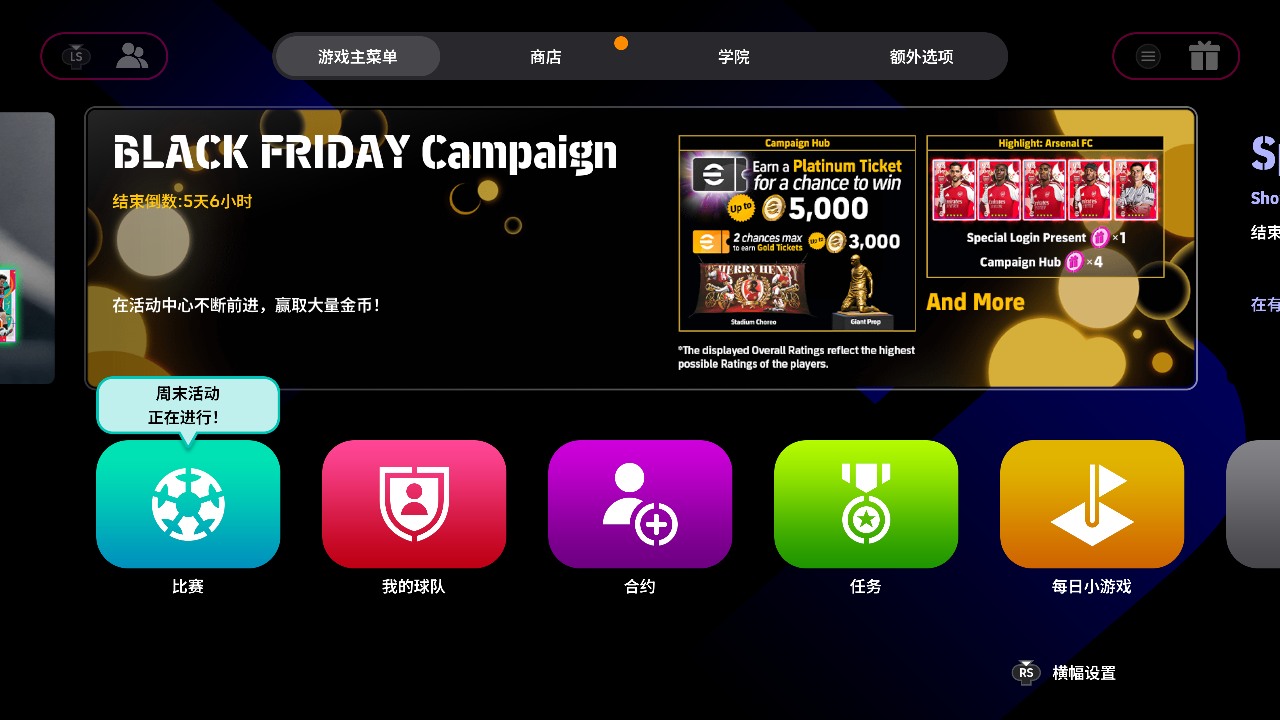 LS
游戏主菜单
商店
学院
额外选项
BLACK FRIDAY Campaign
结束倒数:5天6小时
在活动中心不断前进，赢取大量金币！
Campaign Hub
Earn a Platinum Ticket
for a chance to win
Up to 5,000
2 chances max
to earn Gold Tickets
Up to 3,000
THIERRY HENRY
Stadium Choreo
Giant Prop
*The displayed Overall Ratings reflect the highest
possible Ratings of the players.
Highlight: Arsenal FC
Special Login Present ×1
Campaign Hub ×4
And More
Sp
Sho
结束
在有
周末活动
正在进行！
比赛
我的球队
合约
任务
每日小游戏
RS 横幅设置